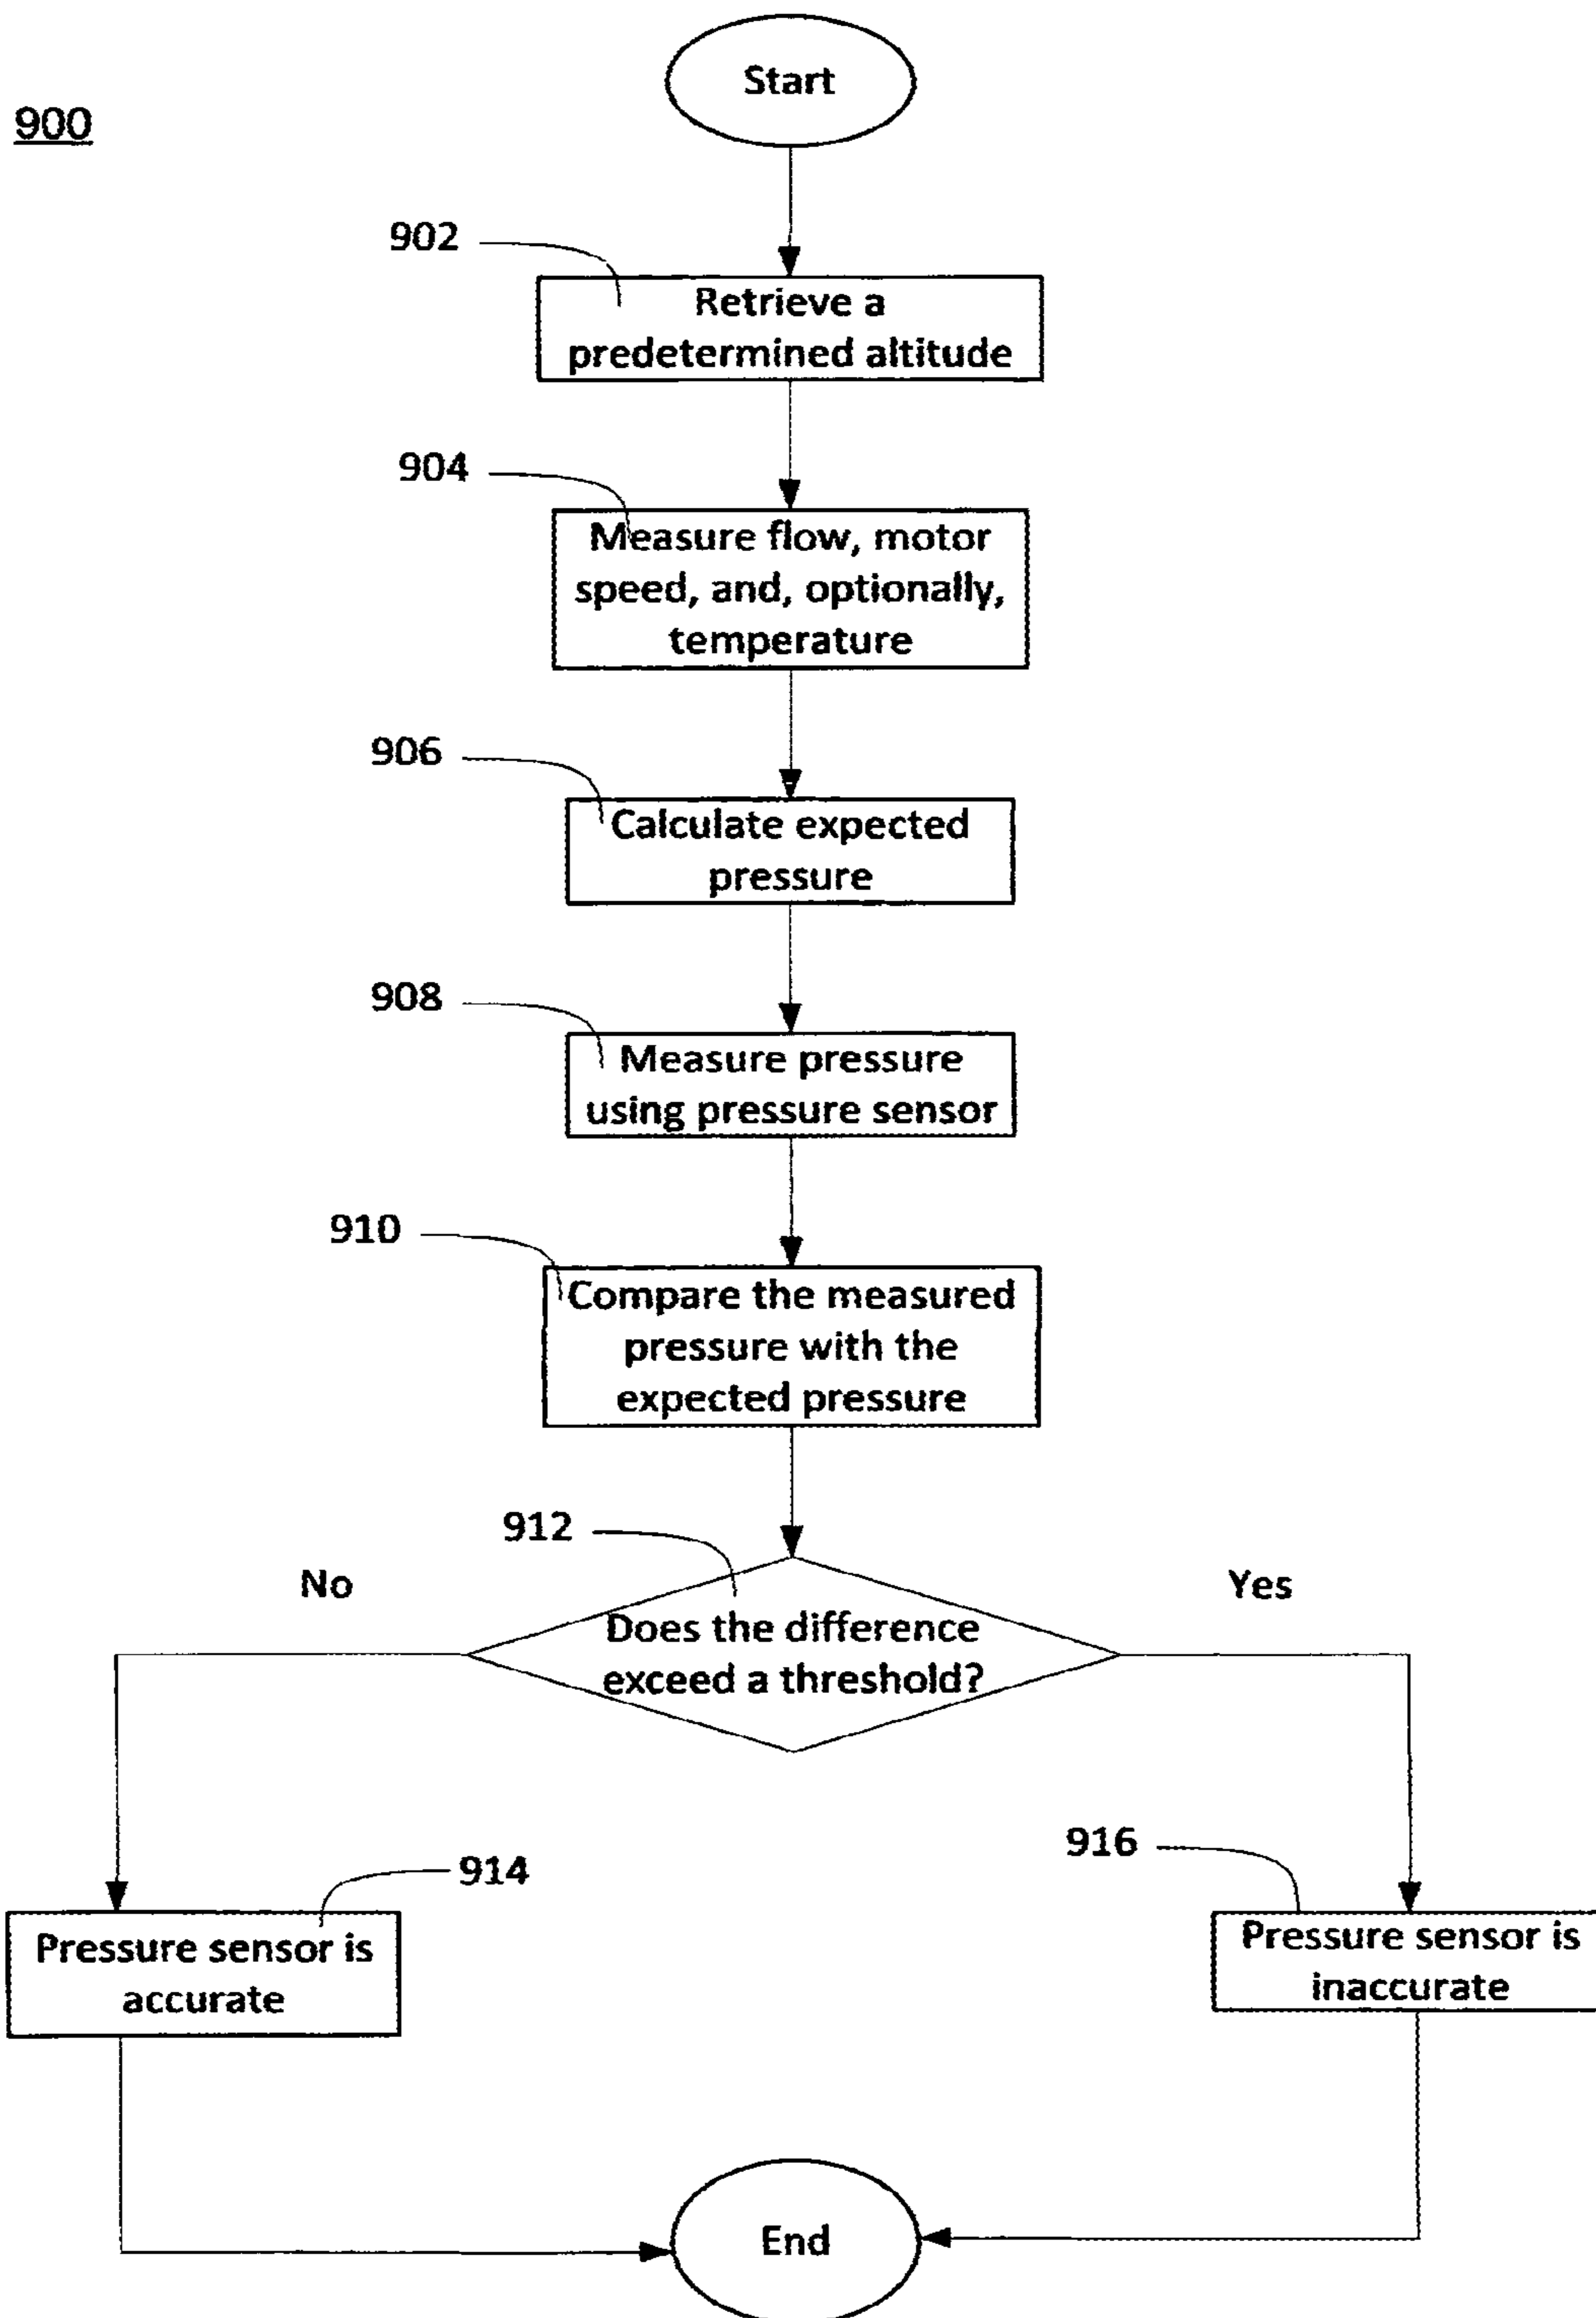 Start
900
902
Retrieve a
predetermined altitude
904
Measure flow, motor
speed, and, optionally,
temperature
906
Calculate expected
pressure
908
Measure pressure
using pressure sensor
910
Compare the measured
pressure with the
expected pressure
912
No
Yes
Does the difference
exceed a threshold?
914
916
Pressure sensor is
accurate
Pressure sensor is
inaccurate
End